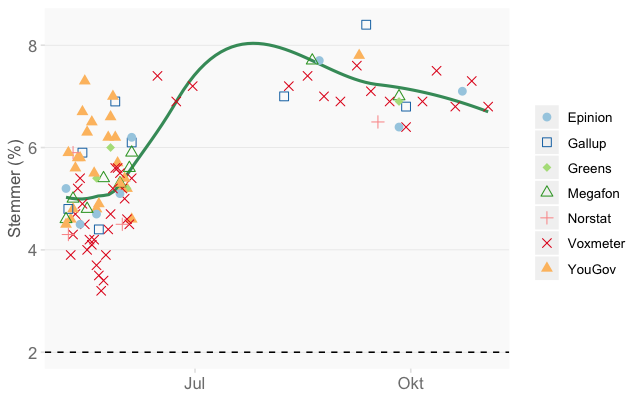 8
6
4
2
Stemmer (%)
Jul
Okt
Epinion
Gallup
Greens
Megafon
Norstat
Voxmeter
YouGov